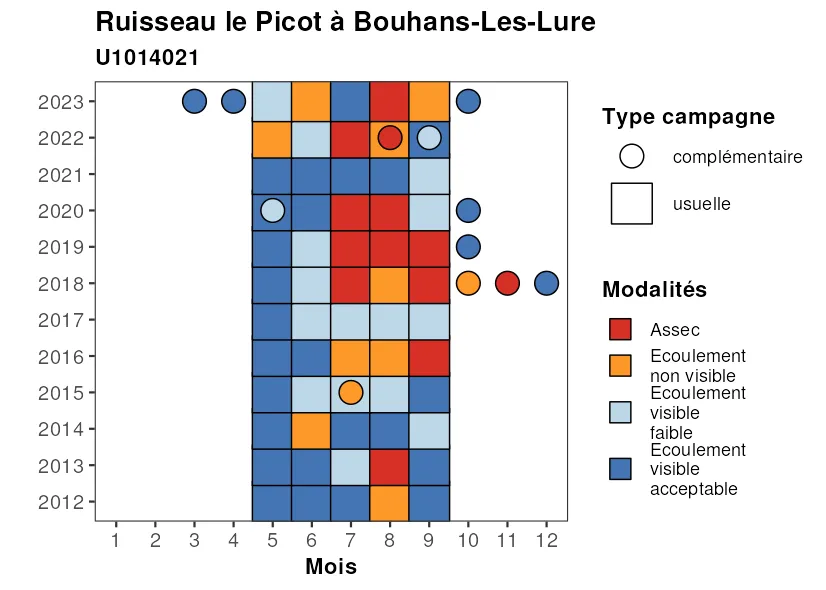 Ruisseau le Picot à Bouhans-Les-Lure
U1014021
2023
2022
2021
2020
2019
2018
2017
2016
2015
2014
2013
2012
1 2 3 4 5 6 7 8 9 10 11 12
Mois
Type campagne
complémentaire
usuelle
Modalités
Assec
Ecoulement
non visible
Ecoulement
visible
faible
Ecoulement
visible
acceptable